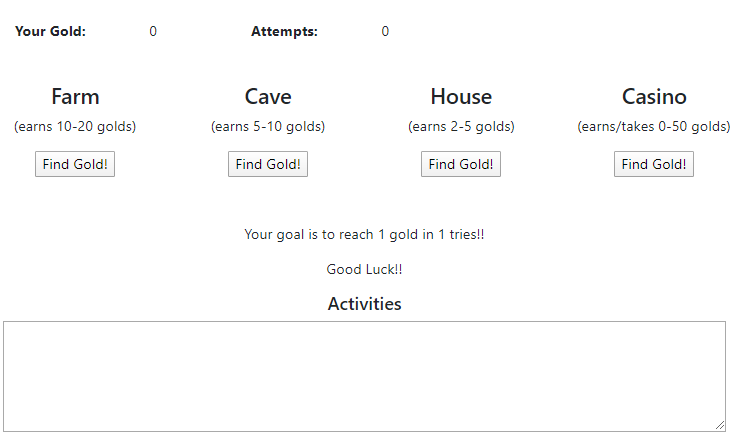 Your Gold: 0 Attempts: 0
Farm Cave House Casino
(earns 10-20 golds) (earns 5-10 golds) (earns 2-5 golds) (earns/takes 0-50 golds)
Find Gold! Find Gold! Find Gold! Find Gold!
Your goal is to reach 1 gold in 1 tries!!
Good Luck!!
Activities